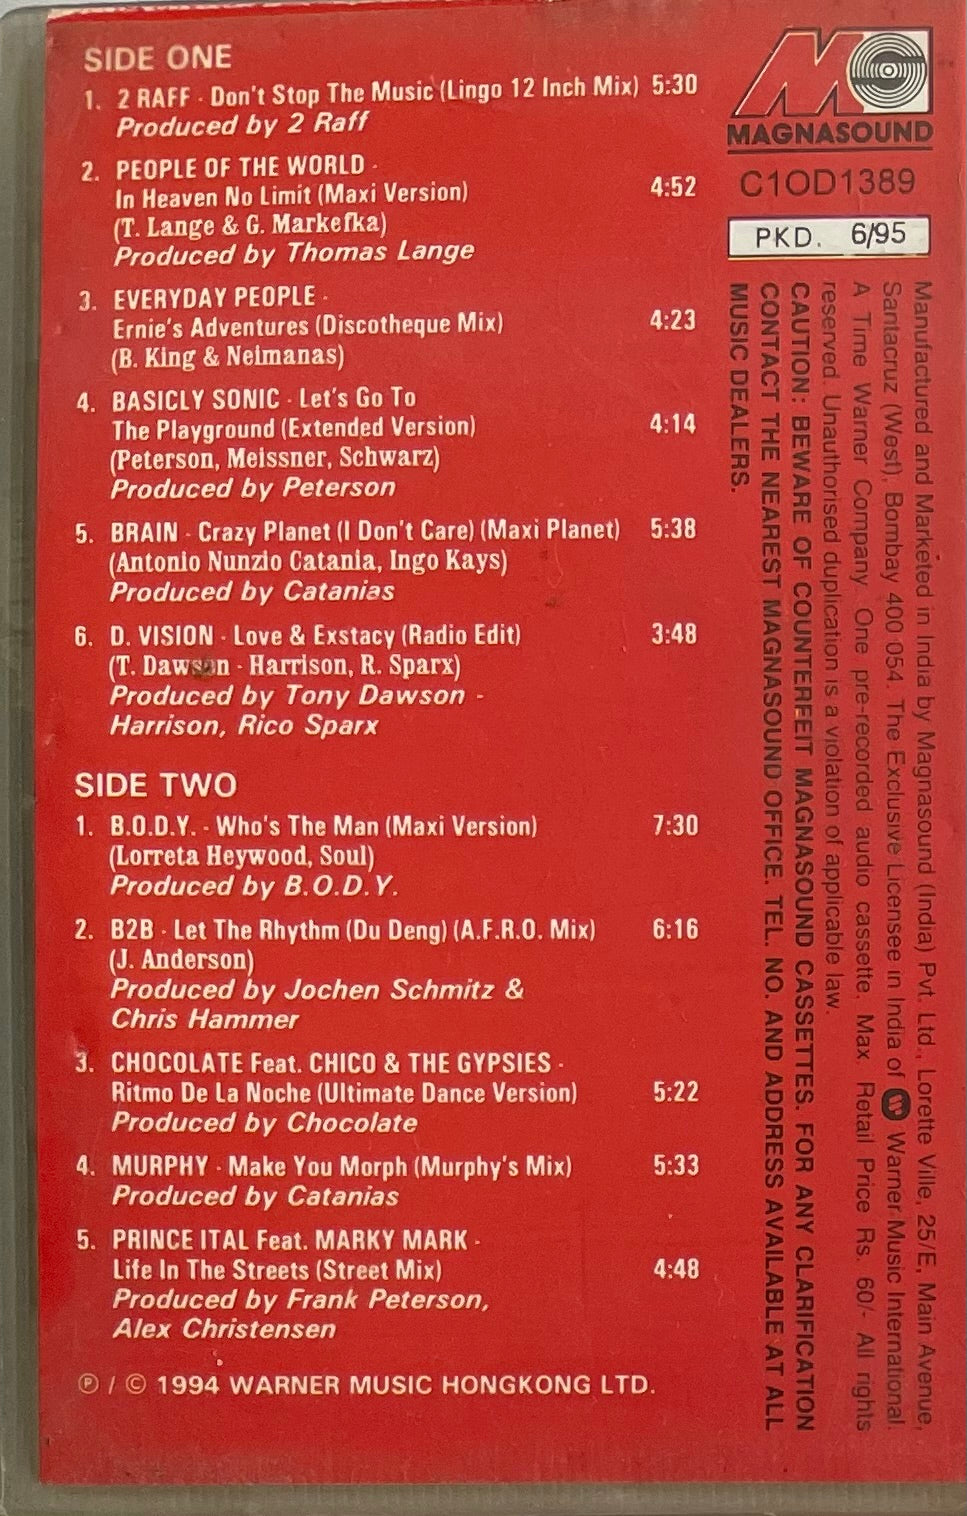 SIDE ONE
1. 2 RAFF - Don't Stop The Music (Lingo 12 Inch Mix) 5:30
Produced by 2 Raff
2. PEOPLE OF THE WORLD -
In Heaven No Limit (Maxi Version) 4:52
(T. Lange & G. Markefka)
Produced by Thomas Lange
3. EVERYDAY PEOPLE -
Ernie's Adventures (Discotheque Mix) 4:23
(B. King & Neimanas)
4. BASICLY SONIC - Let's Go To
The Playground (Extended Version) 4:14
(Peterson, Meissner, Schwarz)
Produced by Peterson
5. BRAIN - Crazy Planet (I Don't Care) (Maxi Planet) 5:38
(Antonio Nunzio Catania, Ingo Kays)
Produced by Catanias
6. D. VISION - Love & Exstacy (Radio Edit) 3:48
(T. Dawson - Harrison, R. Sparx)
Produced by Tony Dawson -
Harrison, Rico Sparx
SIDE TWO
1. B.O.D.Y. - Who's The Man (Maxi Version) 7:30
(Lorreta Heywood, Soul)
Produced by B.O.D.Y.
2. B2B - Let The Rhythm (Du Deng) (A.F.R.O. Mix) 6:16
(J. Anderson)
Produced by Jochen Schmitz &
Chris Hammer
3. CHOCOLATE Feat. CHICO & THE GYPSIES -
Ritmo De La Noche (Ultimate Dance Version) 5:22
Produced by Chocolate
4. MURPHY - Make You Morph (Murphy's Mix) 5:33
Produced by Catanias
5. PRINCE ITAL Feat. MARKY MARK -
Life In The Streets (Street Mix) 4:48
Produced by Frank Peterson,
Alex Christensen
℗ / © 1994 WARNER MUSIC HONGKONG LTD.
MAGNASOUND
C1OD1389
PKD. 6/95
Manufactured and Marketed in India by Magnasound (India) Pvt. Ltd., Lorette Ville, 25/E, Main Avenue,
Santacruz (West), Bombay 400 054. The Exclusive Licensee in India of Warner Music International.
A Time Warner Company. One pre-recorded audio cassette. Max. Retail Price Rs. 60/- All rights
reserved. Unauthorised duplication is a violation of applicable law.
CAUTION: BEWARE OF COUNTERFEIT MAGNASOUND CASSETTES. FOR ANY CLARIFICATION
CONTACT THE NEAREST MAGNASOUND OFFICE. TEL. NO. AND ADDRESS AVAILABLE AT ALL
MUSIC DEALERS.